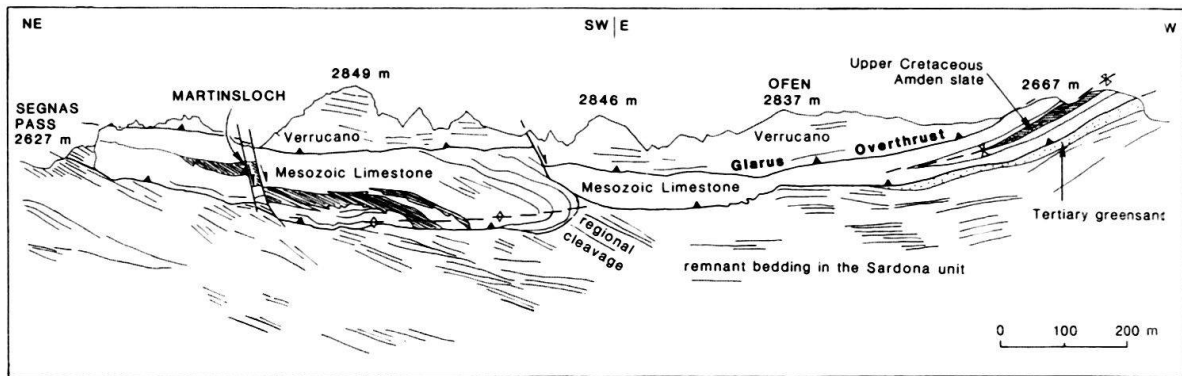 NE
SW | E
W
2849 m
OFEN
2837 m
Upper Cretaceous
Amden slate
2667 m
SEGNAS
PASS
2627 m
MARTINSLOCH
2846 m
Verrucano
Verrucano
Glarus Overthrust
Mesozoic Limestone
Mesozoic Limestone
Tertiary greensant
regional
cleavage
remnant bedding in the Sardona unit
0 100 200 m